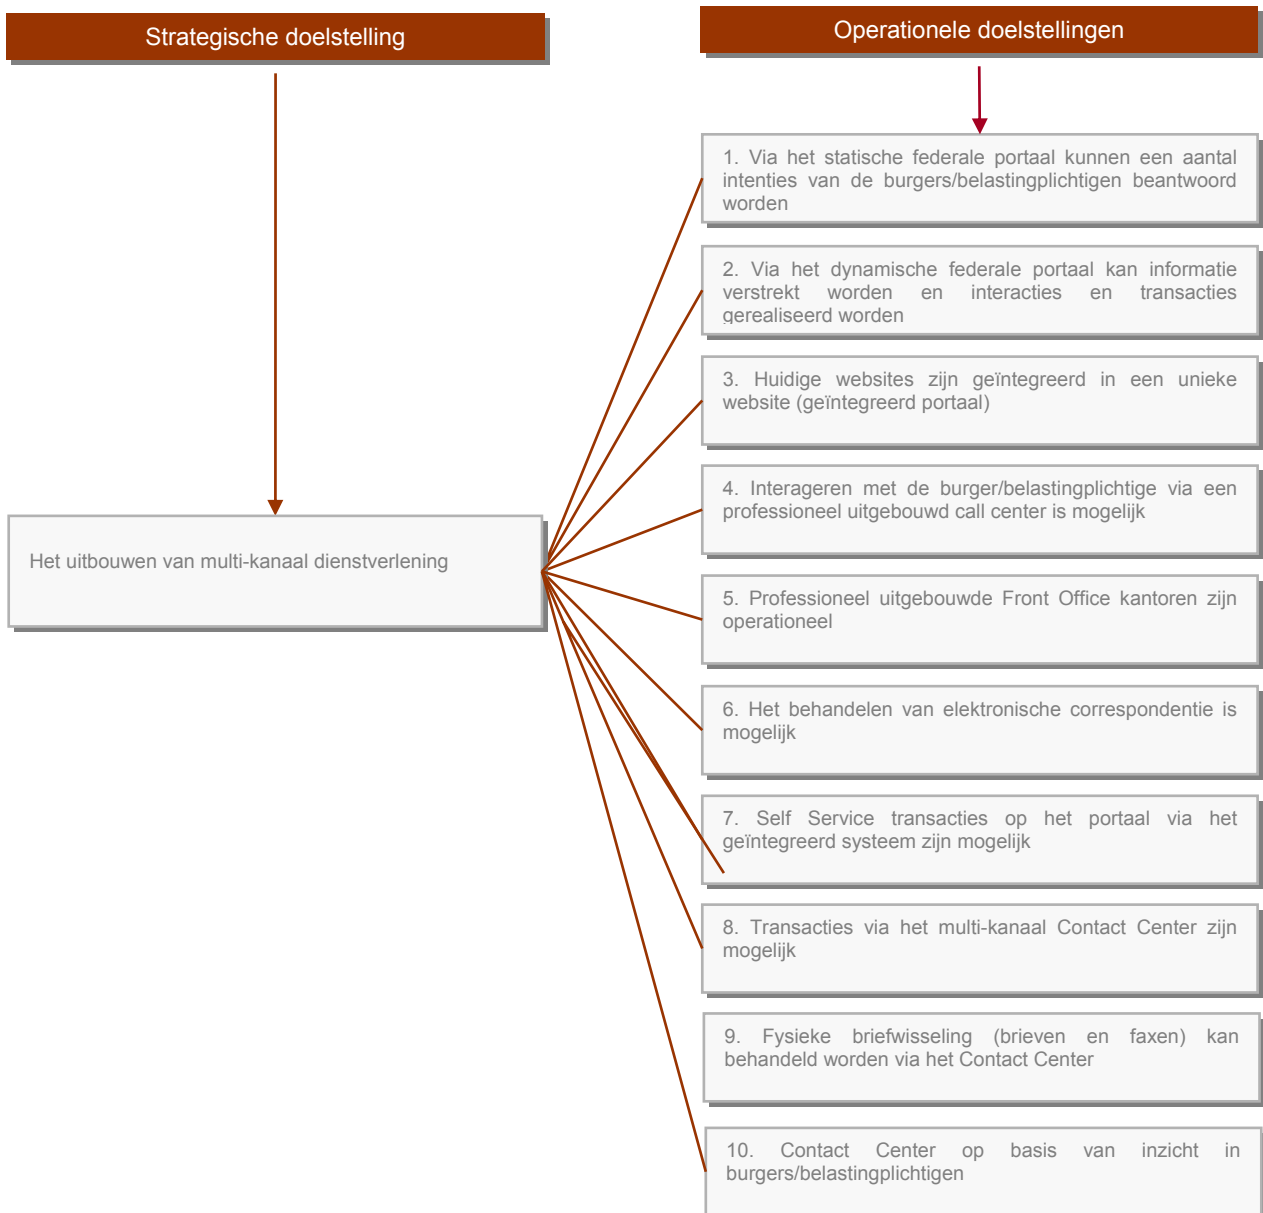 Strategische doelstelling
Operationele doelstellingen
Het uitbouwen van multi-kanaal dienstverlening
1. Via het statische federale portaal kunnen een aantal
intenties van de burgers/belastingplichtigen beantwoord
worden
2. Via het dynamische federale portaal kan informatie
verstrekt worden en interacties en transacties
gerealiseerd worden
3. Huidige websites zijn geïntegreerd in een unieke
website (geïntegreerd portaal)
4. Interageren met de burger/belastingplichtige via een
professioneel uitgebouwd call center is mogelijk
5. Professioneel uitgebouwde Front Office kantoren zijn
operationeel
6. Het behandelen van elektronische correspondentie is
mogelijk
7. Self Service transacties op het portaal via het
geïntegreerd systeem zijn mogelijk
8. Transacties via het multi-kanaal Contact Center zijn
mogelijk
9. Fysieke briefwisseling (brieven en faxen) kan
behandeld worden via het Contact Center
10. Contact Center op basis van inzicht in
burgers/belastingplichtigen